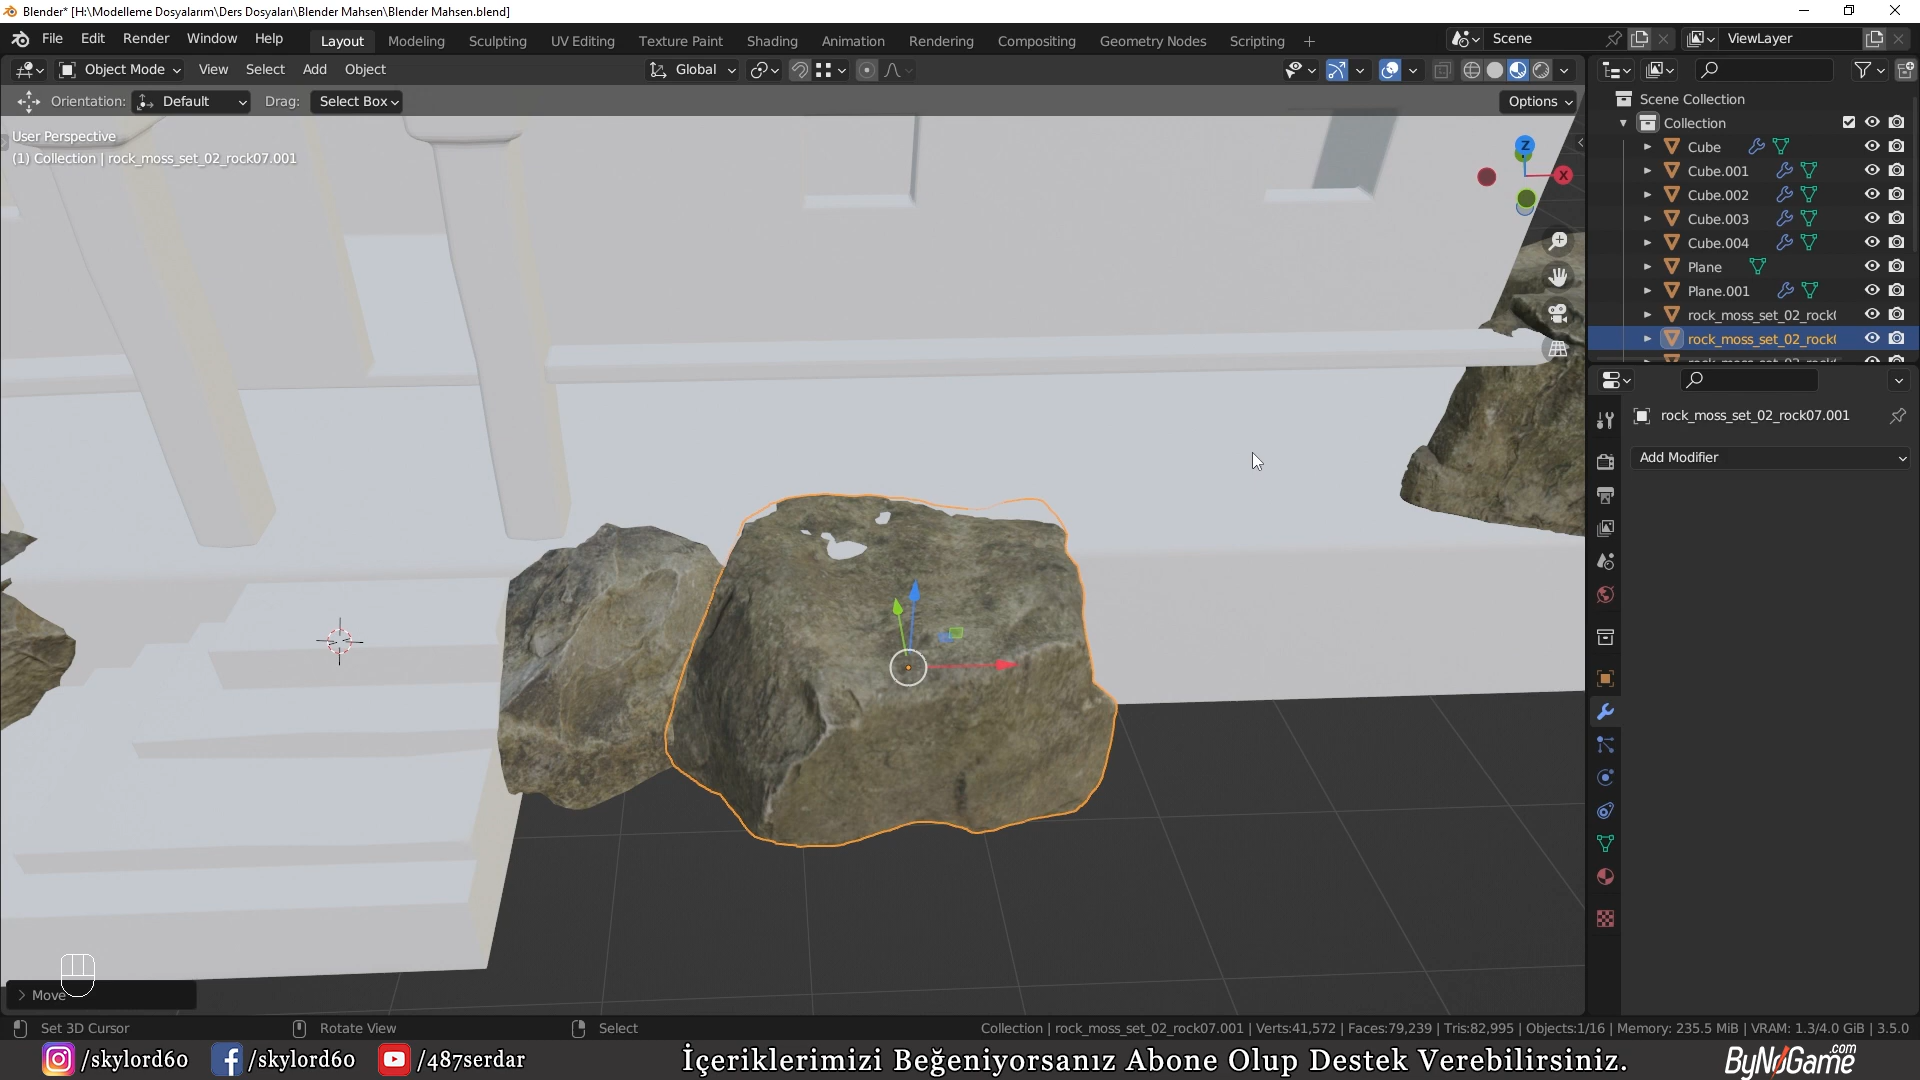 Blender* [H:\Modelleme Dosyalarım\Ders Dosyaları\Blender Mahsen\Blender Mahsen.blend]
File Edit Render Window Help Layout Modeling Sculpting UV Editing Texture Paint Shading Animation Rendering Compositing Geometry Nodes Scripting + Scene ViewLayer
Object Mode View Select Add Object Global
Orientation: Default Drag: Select Box Options
User Perspective
(1) Collection | rock_moss_set_02_rock07.001
Z
X
Scene Collection
Collection
Cube
Cube.001
Cube.002
Cube.003
Cube.004
Plane
Plane.001
rock_moss_set_02_rock
rock_moss_set_02_rock
rock_moss_set_02_rock07.001
Add Modifier
Move
Set 3D Cursor Rotate View Select Collection | rock_moss_set_02_rock07.001 | Verts:41,572 | Faces:79,239 | Tris:82,995 | Objects:1/16 | Memory: 235.5 MiB | VRAM: 1.3/4.0 GiB | 3.5.0
/skylord60 /skylord60 /487serdar İçeriklerimizi Beğeniyorsanız Abone Olup Destek Verebilirsiniz. ByNoGame.com